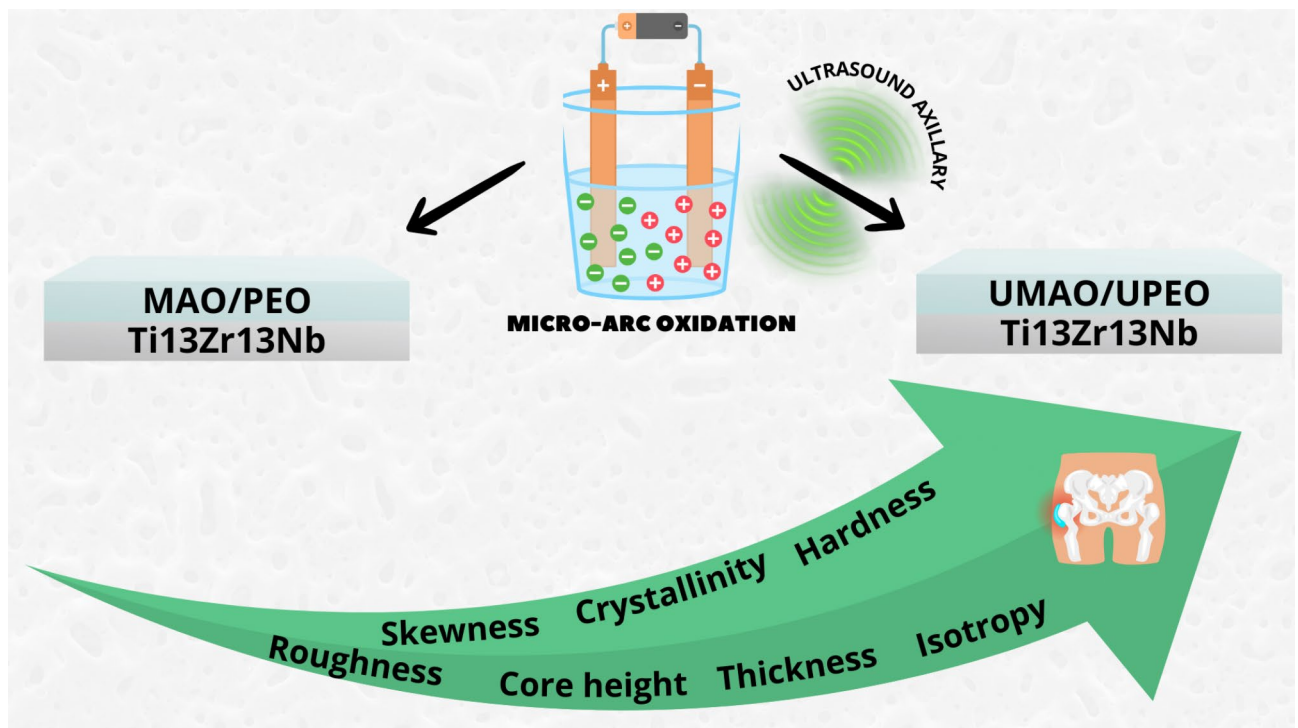 ULTRASOUND AXILLARY
MAO/PEO
Ti13Zr13Nb
MICRO-ARC OXIDATION
UMAO/UPEO
Ti13Zr13Nb
Skewness Crystallinity Hardness
Roughness Core height Thickness Isotropy